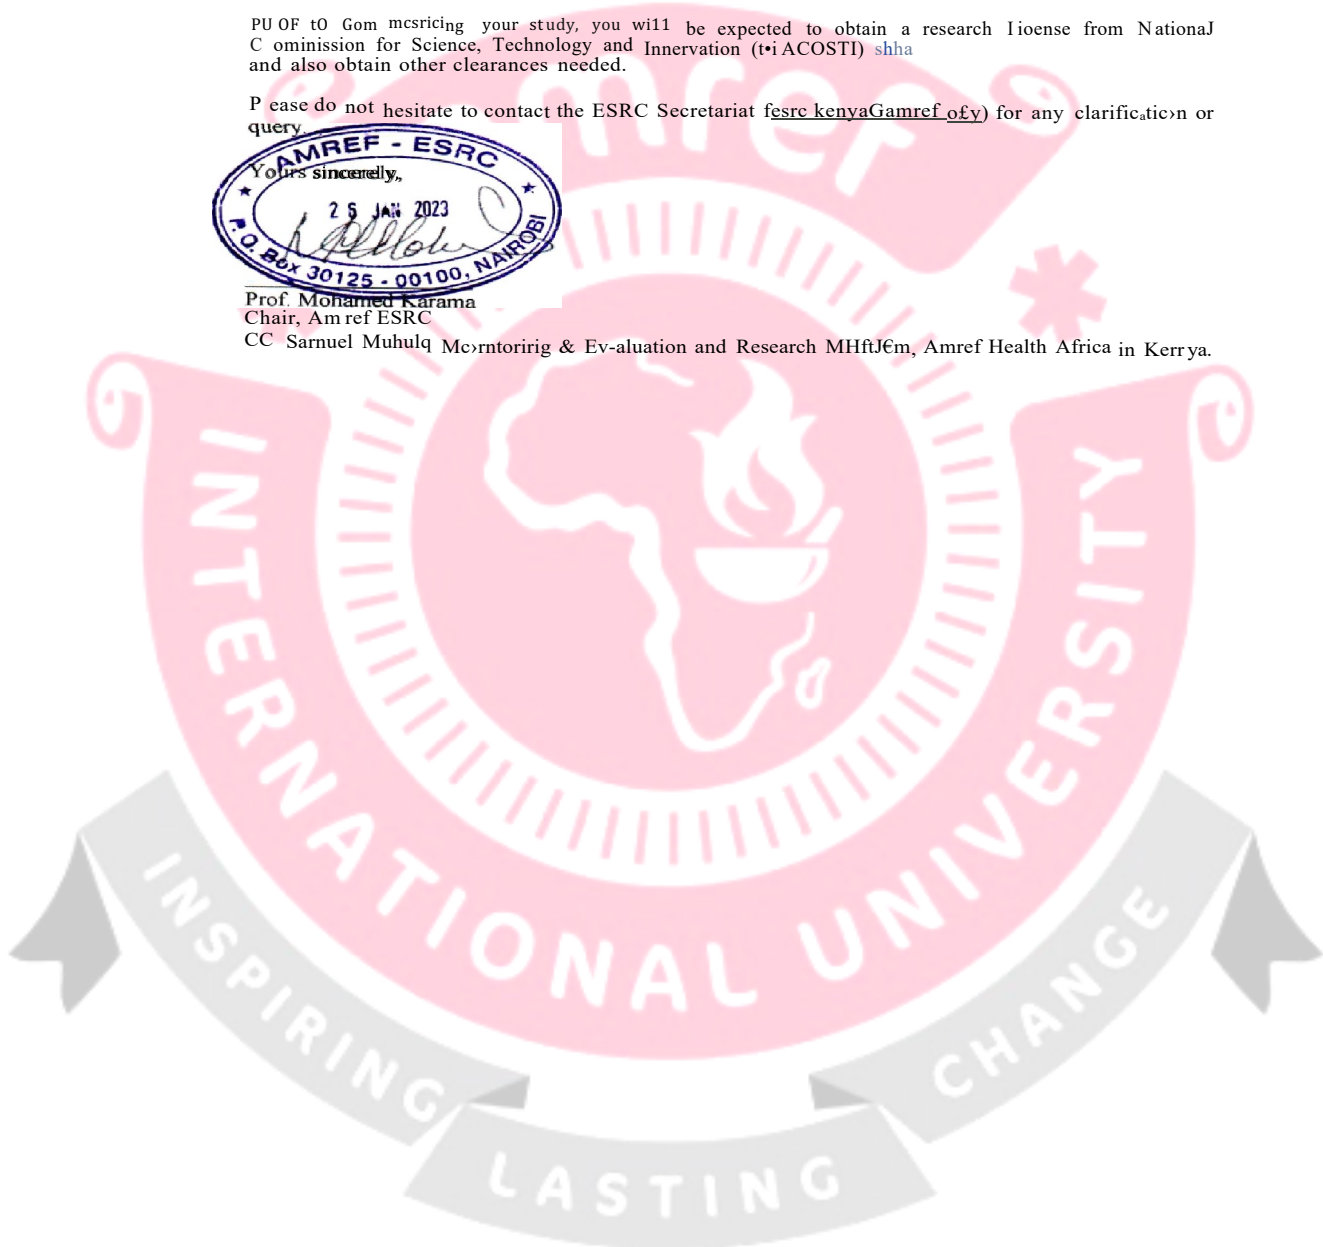 PU OF tO Gom mcsricing your study, you wi11 be expected to obtain a research I ioense from NationaJ
C ominission for Science, Technology and Innervation (t•i ACOSTI) shha
and also obtain other clearances needed.
P ease do not hesitate to contact the ESRC Secretariat fesrc kenyaGamref o£y) for any clarificatic›n or
query.
AMREF - ESRC
Yours sincerely,
25 JAN 2023
P.O. Box 30125 - 00100, NAIROBI
Prof. Mohamed Karama
Chair, Am ref ESRC
CC Sarnuel Muhulq Mc›rntoririg & Ev-aluation and Research MHftJ€m, Amref Health Africa in Kerr ya.
amref
INTERNATIONAL UNIVERSITY
INSPIRING LASTING CHANGE